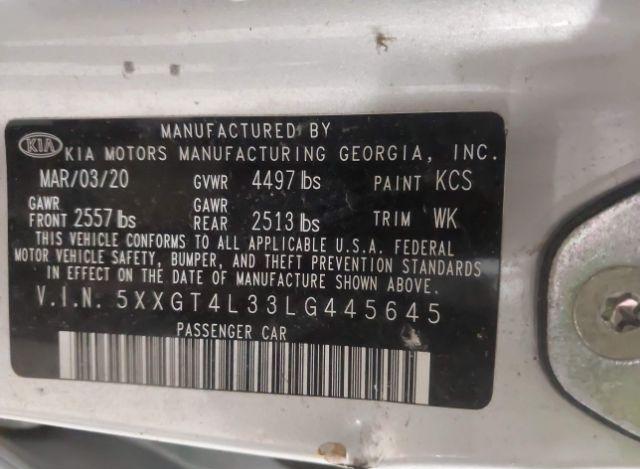 MANUFACTURED BY
KIA KIA MOTORS MANUFACTURING GEORGIA, INC.
MAR/03/20 GVWR 4497 lbs PAINT KCS
GAWR GAWR
FRONT 2557 lbs REAR 2513 lbs TRIM WK
THIS VEHICLE CONFORMS TO ALL APPLICABLE U.S.A. FEDERAL
MOTOR VEHICLE SAFETY, BUMPER, AND THEFT PREVENTION STANDARDS
IN EFFECT ON THE DATE OF MANUFACTURE SHOWN ABOVE.
V.I.N. 5XXGT4L33LG445645
PASSENGER CAR